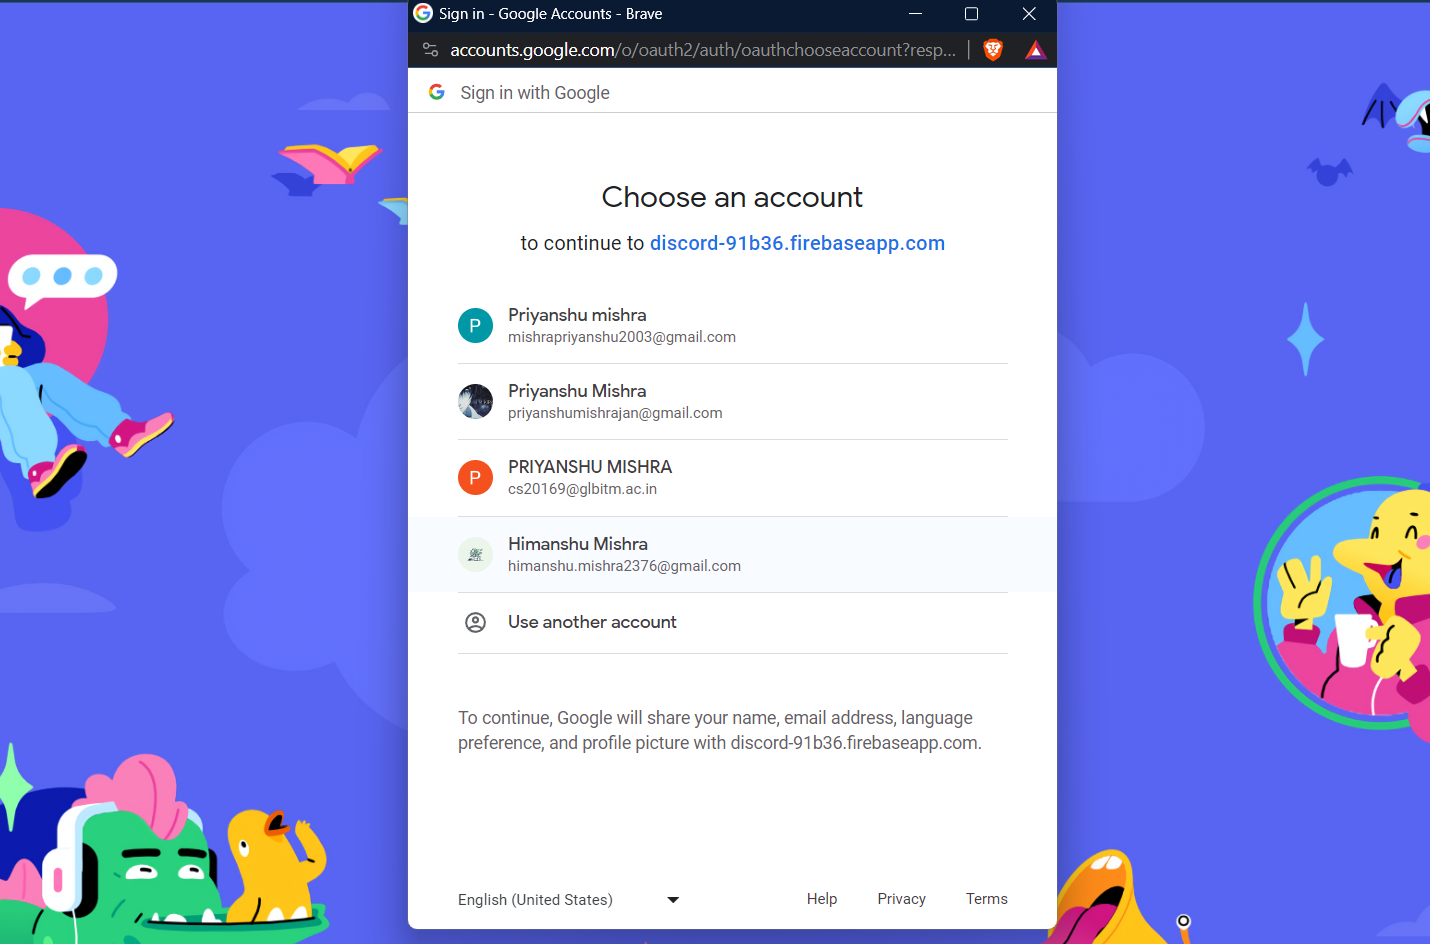 Sign in - Google Accounts - Brave
accounts.google.com/o/oauth2/auth/oauthchooseaccount?resp...
Sign in with Google
Choose an account
to continue to discord-91b36.firebaseapp.com
P
Priyanshu mishra
mishrapriyanshu2003@gmail.com
Priyanshu Mishra
priyanshumishrajan@gmail.com
P
PRIYANSHU MISHRA
cs20169@glbitm.ac.in
Himanshu Mishra
himanshu.mishra2376@gmail.com
Use another account
To continue, Google will share your name, email address, language
preference, and profile picture with discord-91b36.firebaseapp.com.
English (United States)
Help Privacy Terms